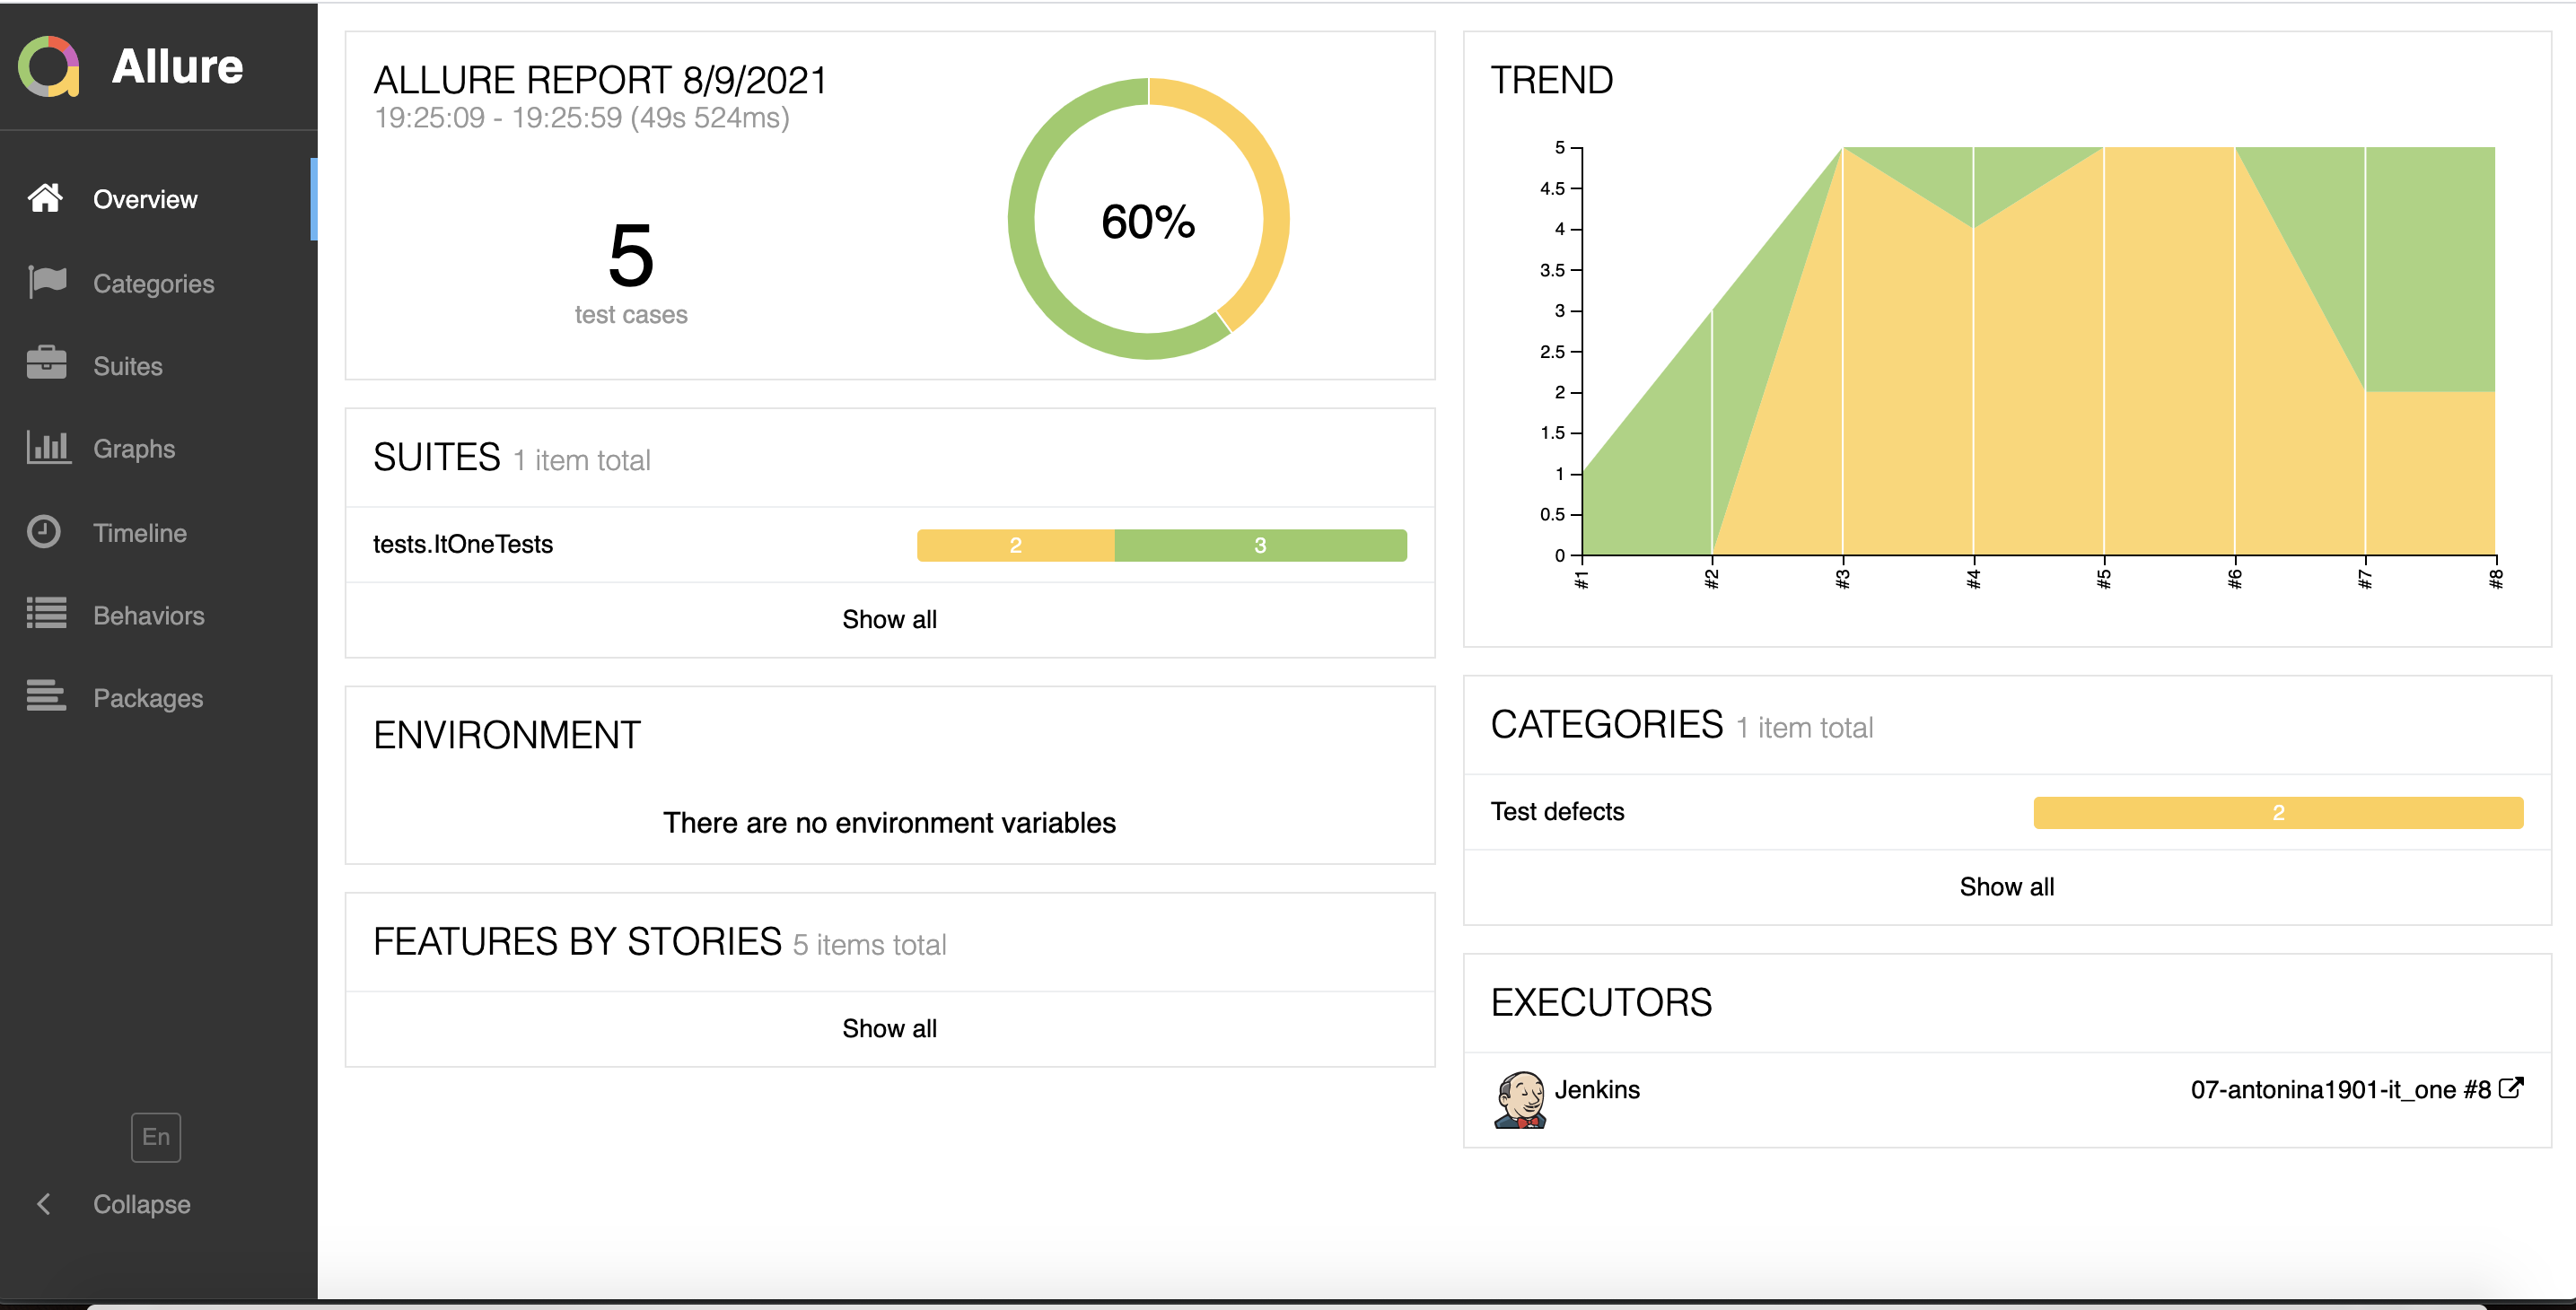 Allure
Overview
Categories
Suites
Graphs
Timeline
Behaviors
Packages
En
Collapse
ALLURE REPORT 8/9/2021
19:25:09 - 19:25:59 (49s 524ms)
5
test cases
60%
SUITES 1 item total
tests.ItOneTests
2
3
Show all
ENVIRONMENT
There are no environment variables
FEATURES BY STORIES 5 items total
Show all
TREND
5
4.5
4
3.5
3
2.5
2
1.5
1
0.5
0
#1
#2
#3
#4
#5
#6
#7
#8
CATEGORIES 1 item total
Test defects
2
Show all
EXECUTORS
Jenkins
07-antonina1901-it_one #8